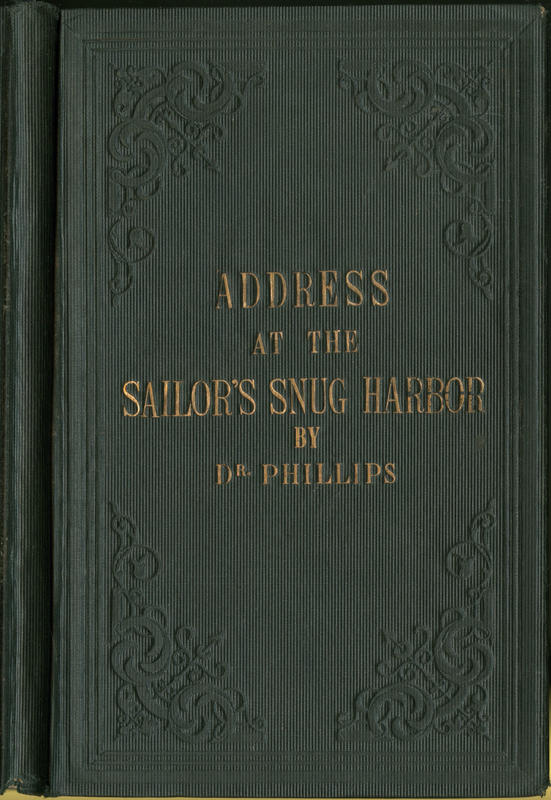 ADDRESS
AT THE
SAILOR'S SNUG HARBOR
BY
DR. PHILLIPS